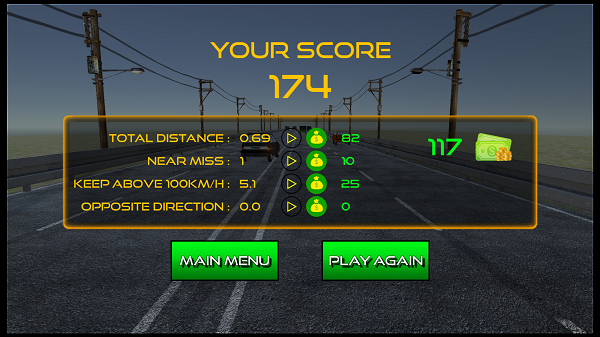 YOUR SCORE
174
TOTAL DISTANCE : 0.69 82
NEAR MISS : 1 10
KEEP ABOVE 100KM/H : 5.1 25
OPPOSITE DIRECTION : 0.0 0
117
MAIN MENU
PLAY AGAIN